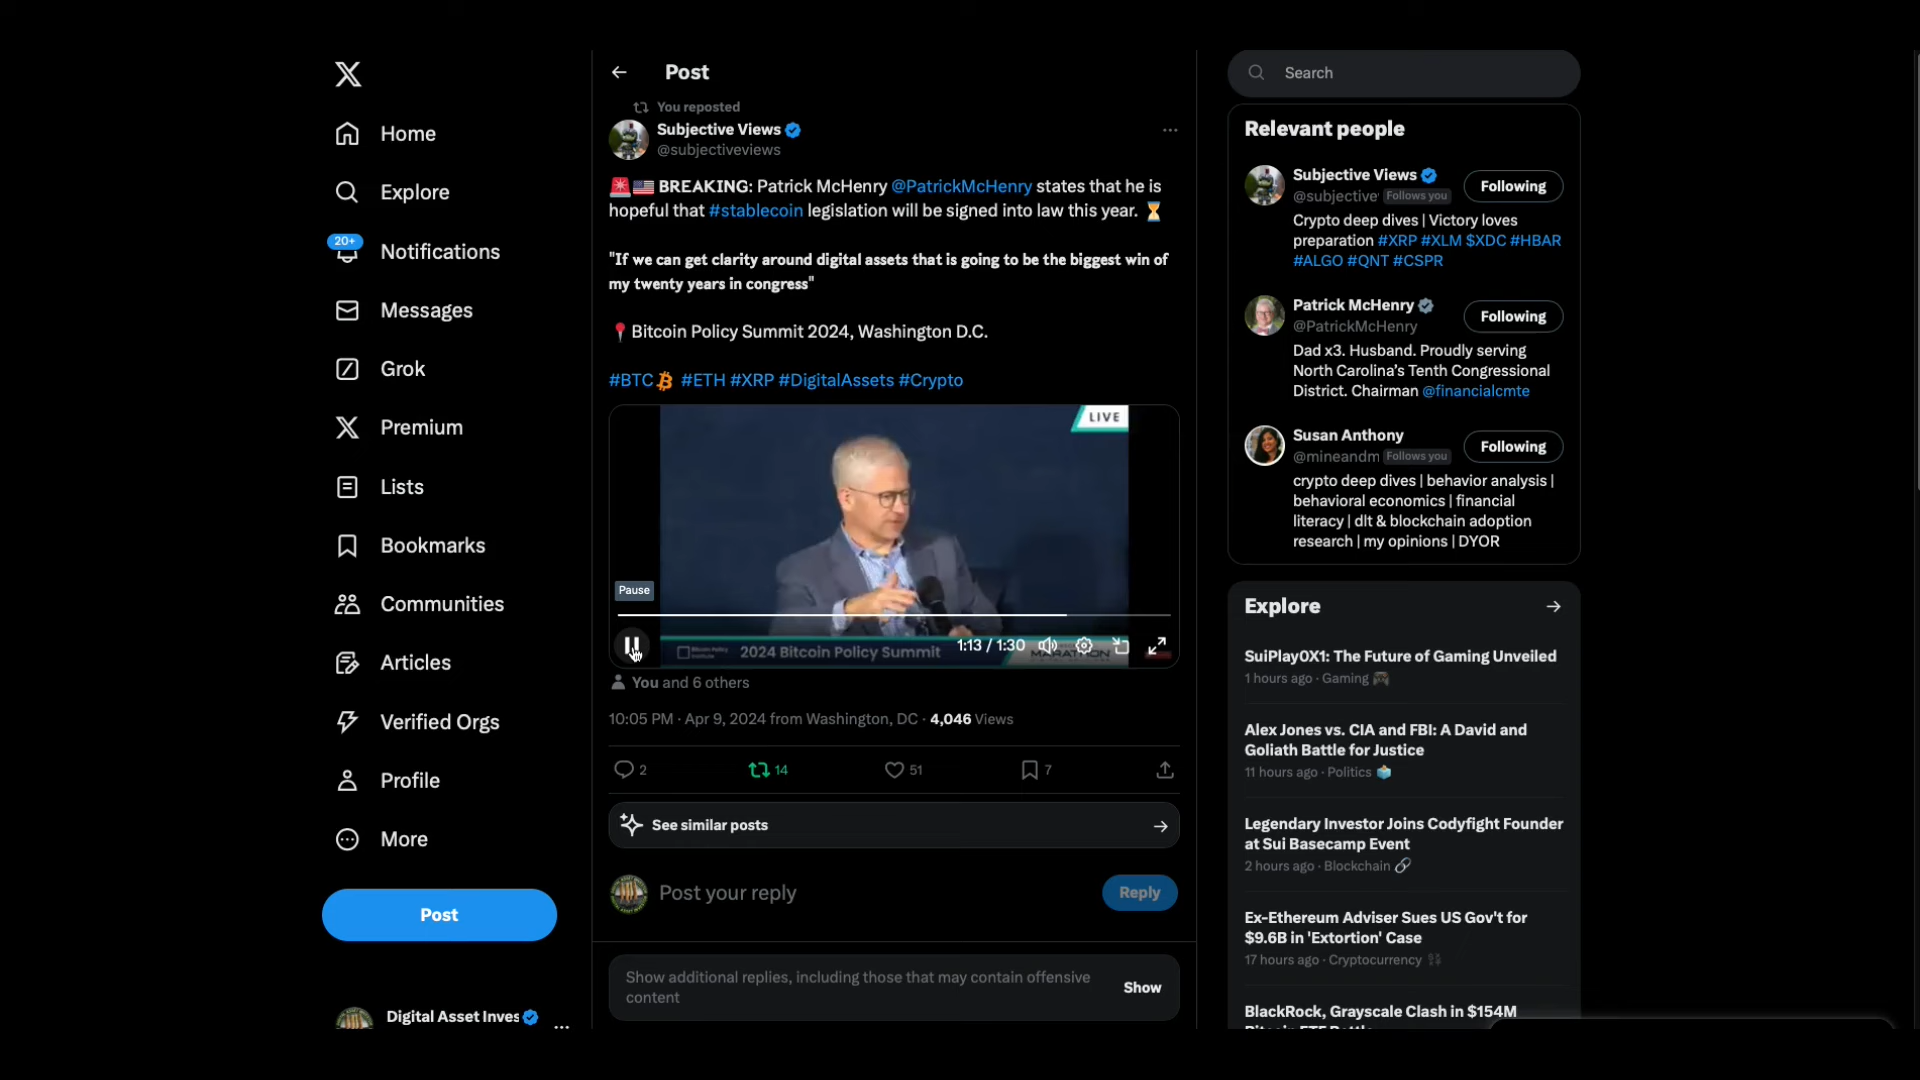 Home
Explore
20+
Notifications
Messages
Grok
Premium
Lists
Bookmarks
Communities
Articles
Verified Orgs
Profile
More
Post
Digital Asset Inves
Post
You reposted
Subjective Views
@subjectiveviews
🚨🇺🇸 BREAKING: Patrick McHenry @PatrickMcHenry states that he is
hopeful that #stablecoin legislation will be signed into law this year. ⏳
"If we can get clarity around digital assets that is going to be the biggest win of
my twenty years in congress"
📍Bitcoin Policy Summit 2024, Washington D.C.
#BTC #ETH #XRP #DigitalAssets #Crypto
LIVE
Pause
1:13 / 1:30
2024 Bitcoin Policy Summit
MARATHON
You and 6 others
10:05 PM · Apr 9, 2024 from Washington, DC · 4,046 Views
2
14
51
7
See similar posts
Post your reply
Reply
Show additional replies, including those that may contain offensive
content
Show
Search
Relevant people
Subjective Views
@subjective Follows you
Following
Crypto deep dives | Victory loves
preparation #XRP #XLM $XDC #HBAR
#ALGO #QNT #CSPR
Patrick McHenry
@PatrickMcHenry
Following
Dad x3. Husband. Proudly serving
North Carolina's Tenth Congressional
District. Chairman @financialcmte
Susan Anthony
@mineandm Follows you
Following
crypto deep dives | behavior analysis |
behavioral economics | financial
literacy | dlt & blockchain adoption
research | my opinions | DYOR
Explore
SuiPlay0X1: The Future of Gaming Unveiled
1 hours ago · Gaming 🎮
Alex Jones vs. CIA and FBI: A David and
Goliath Battle for Justice
11 hours ago · Politics 🗳️
Legendary Investor Joins Codyfight Founder
at Sui Basecamp Event
2 hours ago · Blockchain 🔗
Ex-Ethereum Adviser Sues US Gov't for
$9.6B in 'Extortion' Case
17 hours ago · Cryptocurrency
BlackRock, Grayscale Clash in $154M